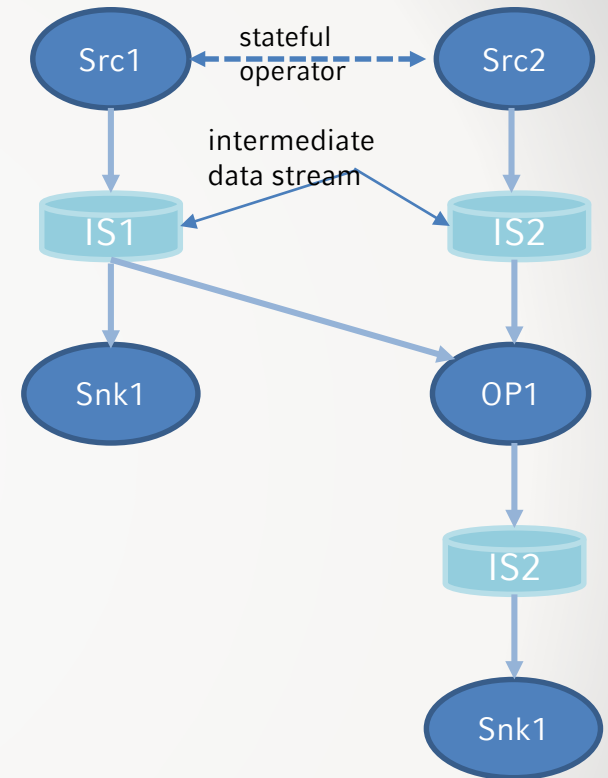 Src1
stateful
operator
Src2
intermediate
data stream
IS1
IS2
Snk1
OP1
IS2
Snk1